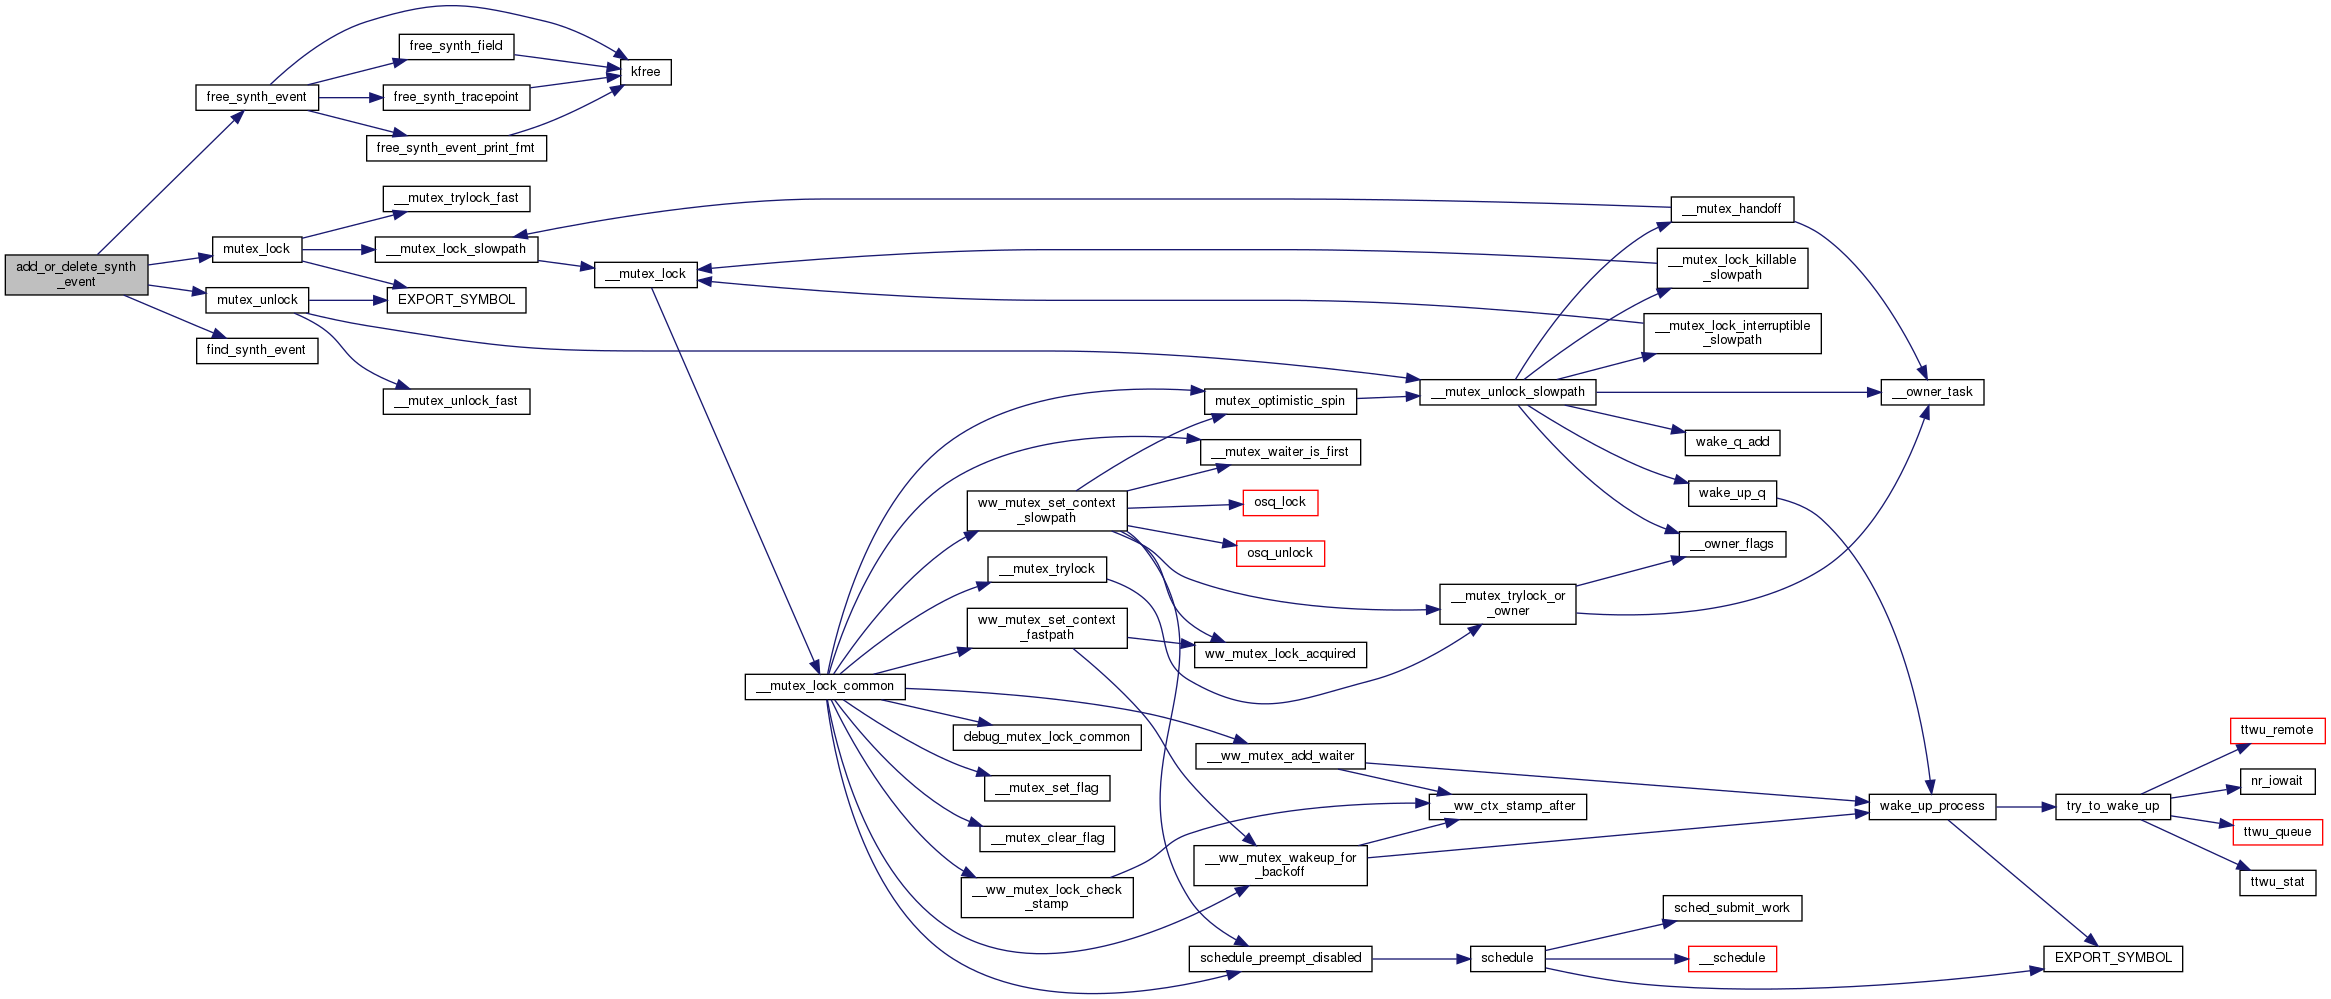 add_or_delete_synth
_event
free_synth_event
free_synth_field
free_synth_tracepoint
free_synth_event_print_fmt
kfree
mutex_lock
mutex_unlock
find_synth_event
__mutex_trylock_fast
__mutex_lock_slowpath
EXPORT_SYMBOL
__mutex_unlock_fast
__mutex_lock
__mutex_lock_common
ww_mutex_set_context
_slowpath
__mutex_trylock
ww_mutex_set_context
_fastpath
debug_mutex_lock_common
__mutex_set_flag
__mutex_clear_flag
__ww_mutex_lock_check
_stamp
mutex_optimistic_spin
__mutex_waiter_is_first
osq_lock
osq_unlock
ww_mutex_lock_acquired
__ww_mutex_add_waiter
__ww_mutex_wakeup_for
_backoff
schedule_preempt_disabled
__mutex_unlock_slowpath
__mutex_trylock_or
_owner
__ww_ctx_stamp_after
schedule
__mutex_handoff
__mutex_lock_killable
_slowpath
__mutex_lock_interruptible
_slowpath
wake_q_add
wake_up_q
__owner_flags
sched_submit_work
__schedule
__owner_task
wake_up_process
try_to_wake_up
EXPORT_SYMBOL
ttwu_remote
nr_iowait
ttwu_queue
ttwu_stat